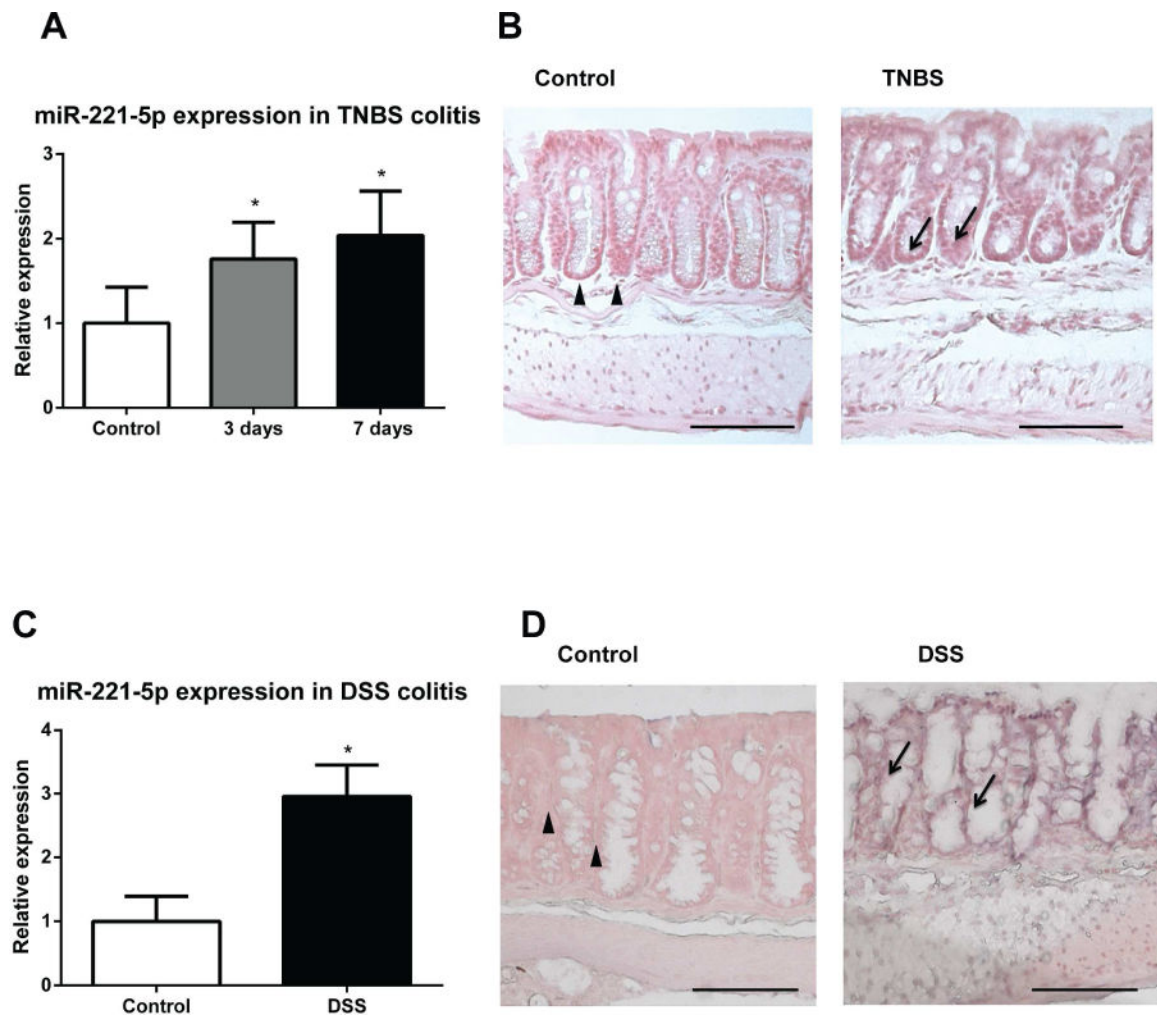 A
miR-221-5p expression in TNBS colitis
Relative expression
3
2
1
0
*
*
Control
3 days
7 days
B
Control
TNBS
C
miR-221-5p expression in DSS colitis
Relative expression
4
3
2
1
0
*
Control
DSS
D
Control
DSS